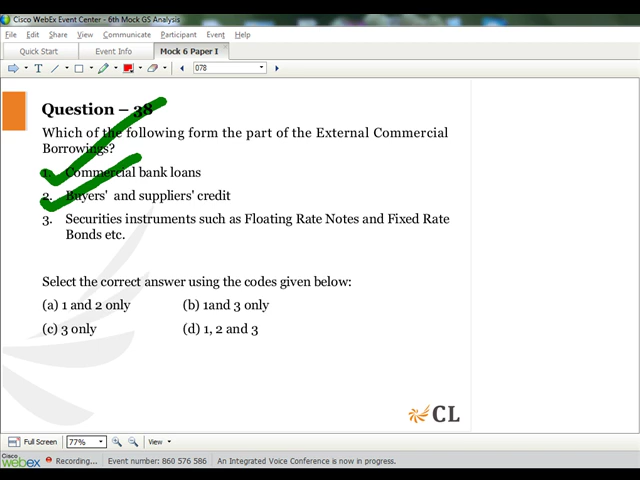 Cisco WebEx Event Center - 6th Mock GS Analysis
File Edit Share View Communicate Participant Event Help
Quick Start Event Info Mock 6 Paper I
T 078
Question – 38
Which of the following form the part of the External Commercial
Borrowings?
1. Commercial bank loans
2. Buyers' and suppliers' credit
3. Securities instruments such as Floating Rate Notes and Fixed Rate
Bonds etc.
Select the correct answer using the codes given below:
(a) 1 and 2 only (b) 1and 3 only
(c) 3 only (d) 1, 2 and 3
CL
Full Screen 77% View
Cisco webex Recording... Event number: 860 576 586 An Integrated Voice Conference is now in progress.